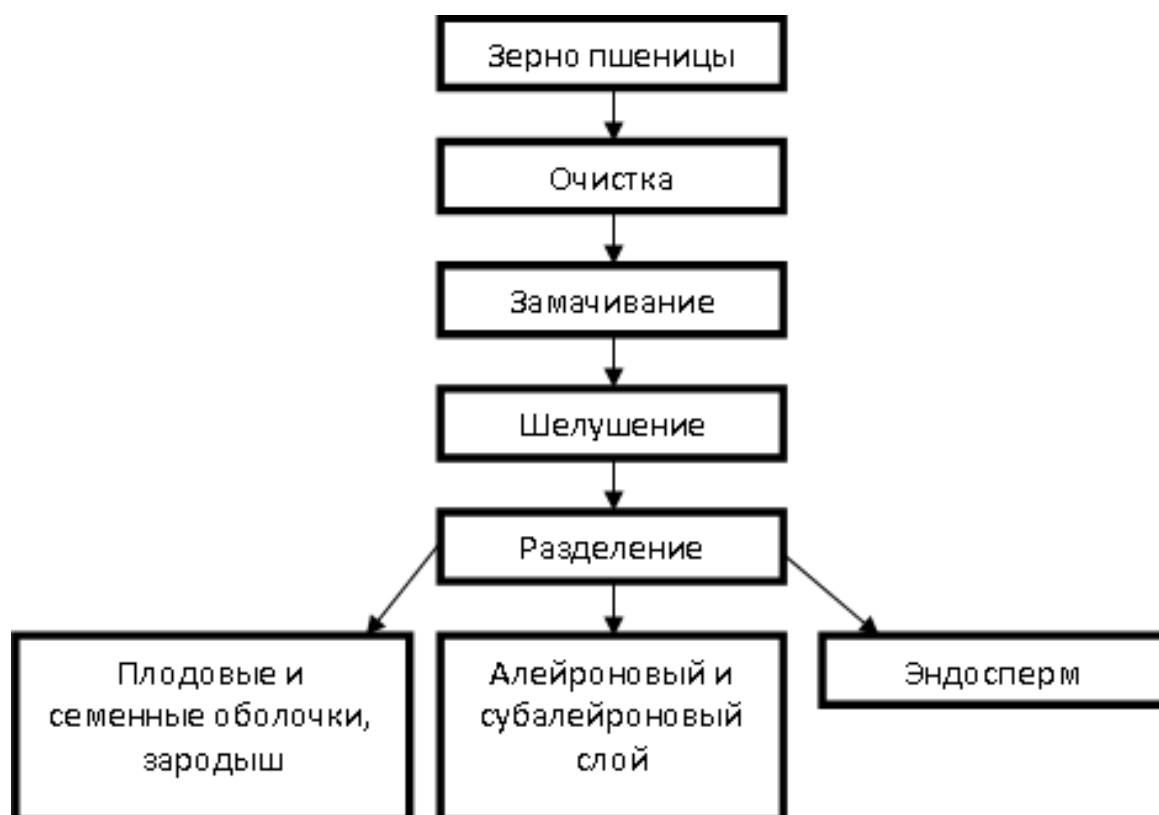 Зерно пшеницы
Очистка
Замачивание
Шелушение
Разделение
Плодовые и
семенные оболочки,
зародыш
Алейроновый и
субалейроновый
слой
Эндосперм